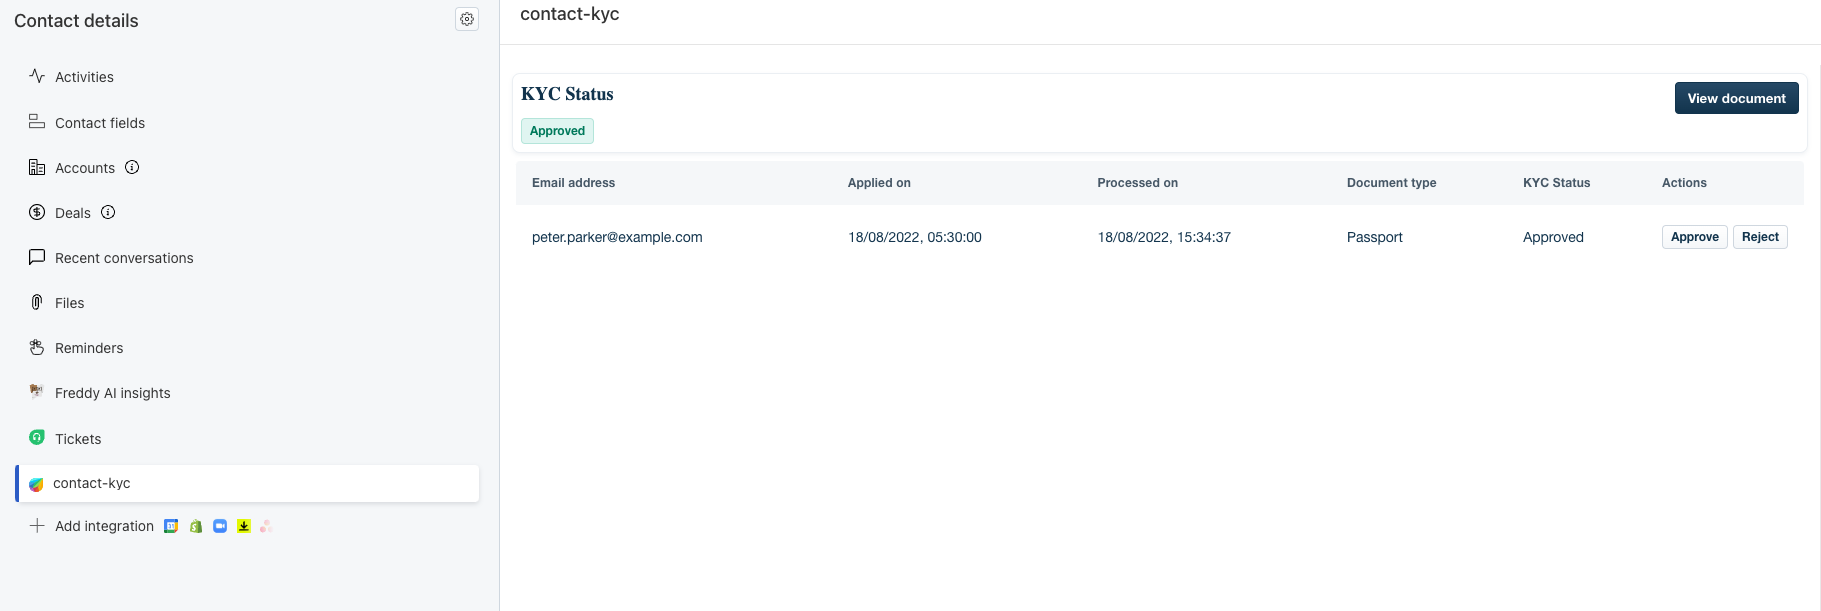 Contact details
Activities
Contact fields
Accounts
Deals
Recent conversations
Files
Reminders
Freddy AI insights
Tickets
contact-kyc
Add integration
contact-kyc
KYC Status
Approved
View document
Email address Applied on Processed on Document type KYC Status Actions
peter.parker@example.com 18/08/2022, 05:30:00 18/08/2022, 15:34:37 Passport Approved Approve Reject